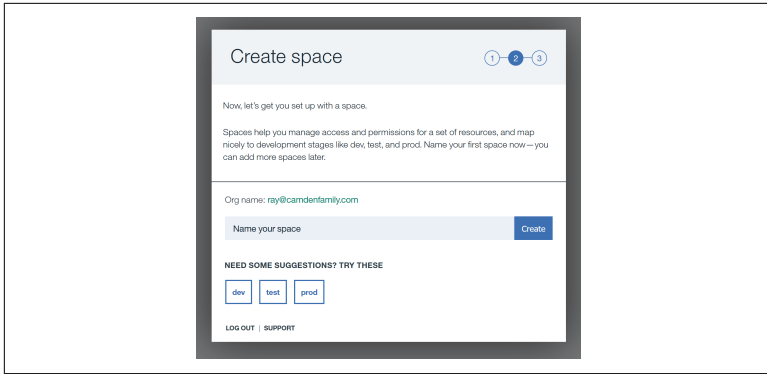 Create space
1 2 3
Now, let's get you set up with a space.
Spaces help you manage access and permissions for a set of resources, and map
nicely to development stages like dev, test, and prod. Name your first space now—you
can add more spaces later.
Org name: ray@camdenfamily.com
Name your space Create
NEED SOME SUGGESTIONS? TRY THESE
dev test prod
LOG OUT | SUPPORT